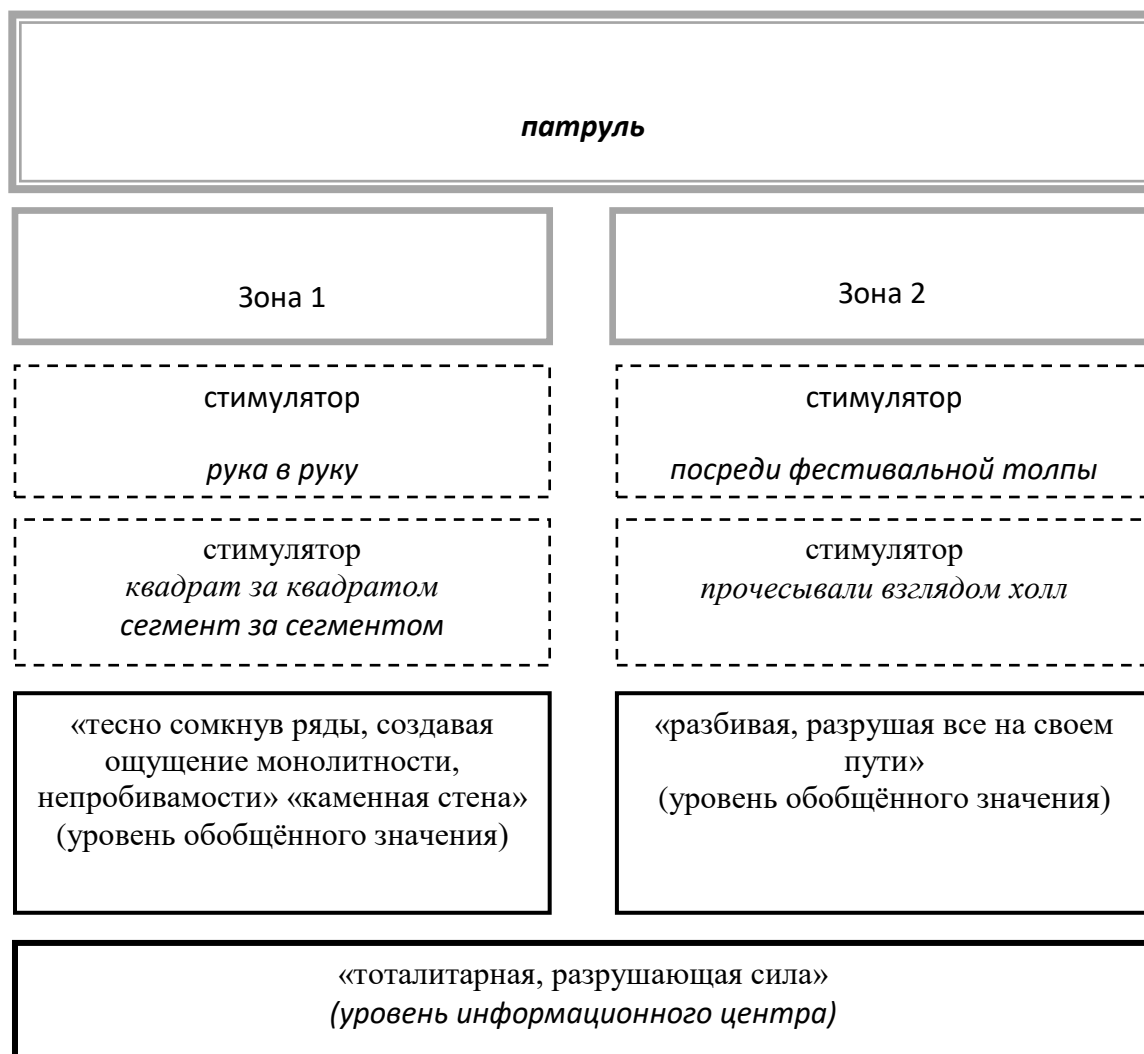 патруль
Зона 1
Зона 2
стимулятор
рука в руку
стимулятор
посреди фестивальной толпы
стимулятор
квадрат за квадратом
сегмент за сегментом
стимулятор
прочесывали взглядом холл
«тесно сомкнув ряды, создавая
ощущение монолитности,
непробивамости» «каменная стена»
(уровень обобщённого значения)
«разбивая, разрушая все на своем
пути»
(уровень обобщённого значения)
«тоталитарная, разрушающая сила»
(уровень информационного центра)